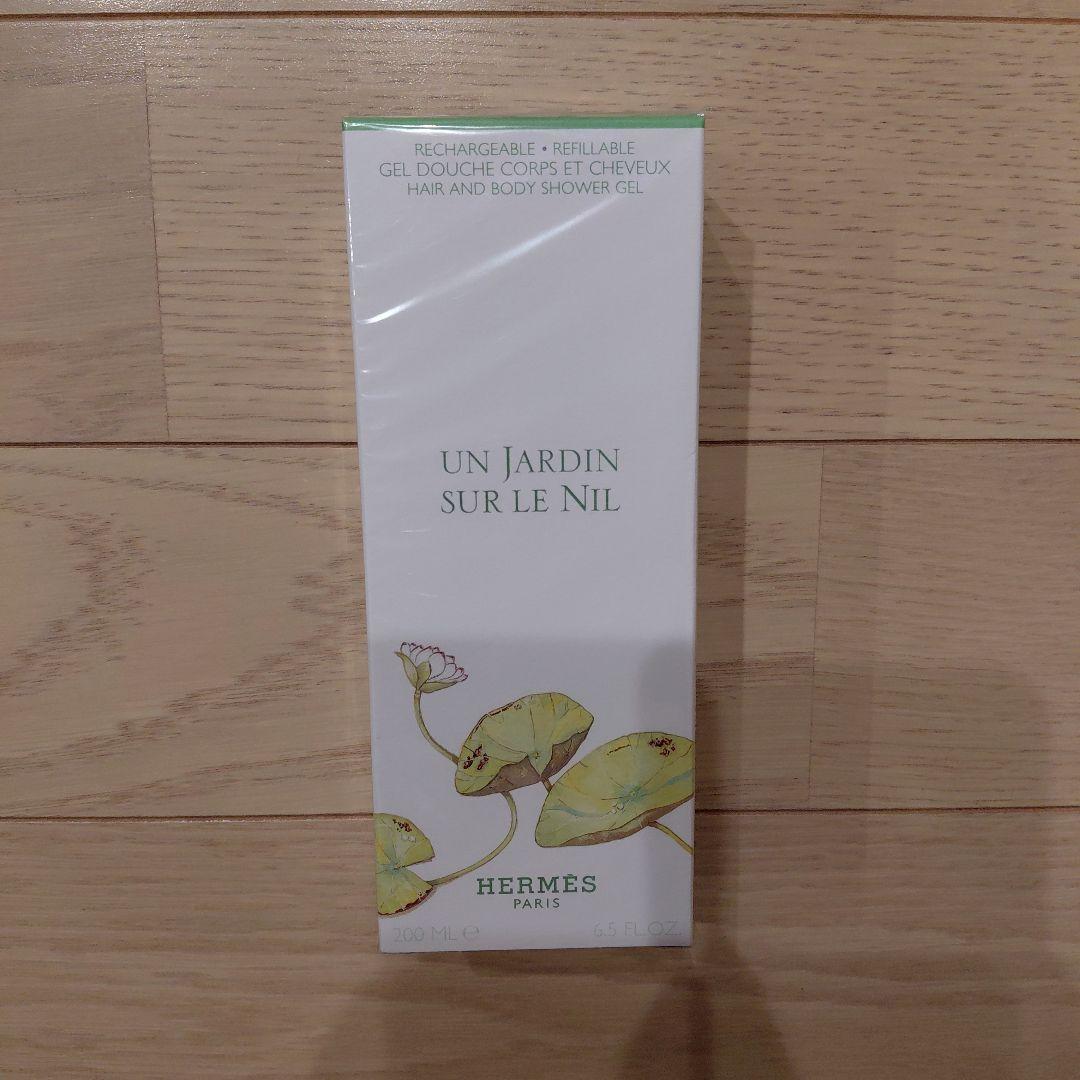 RECHARGEABLE • REFILLABLE
GEL DOUCHE CORPS ET CHEVEUX
HAIR AND BODY SHOWER GEL
UN JARDIN
SUR LE NIL
HERMÈS
PARIS
200 ML ℮ 6.5 FL.OZ.